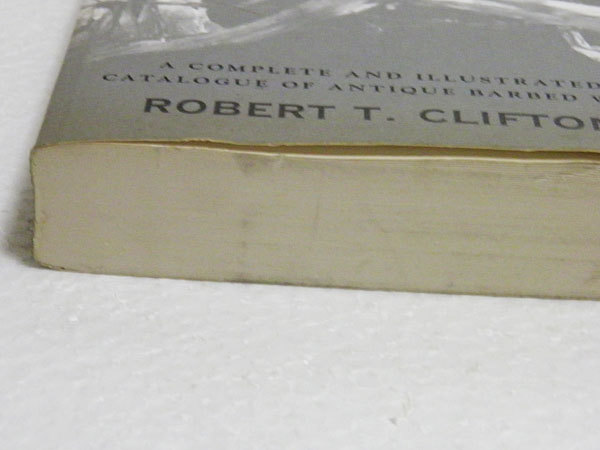 A COMPLETE AND ILLUSTRATED
CATALOGUE OF ANTIQUE BARBED
ROBERT T. CLIFTON